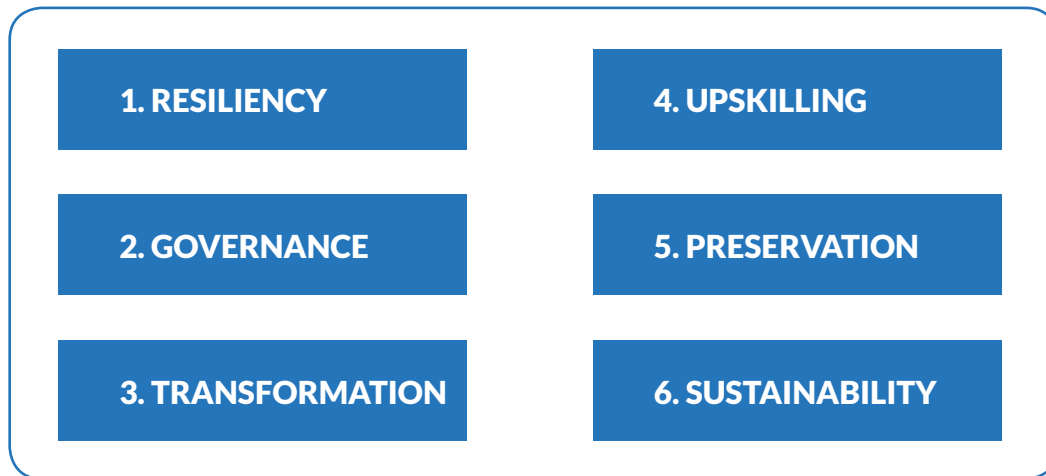 1. RESILIENCY
2. GOVERNANCE
3. TRANSFORMATION
4. UPSKILLING
5. PRESERVATION
6. SUSTAINABILITY